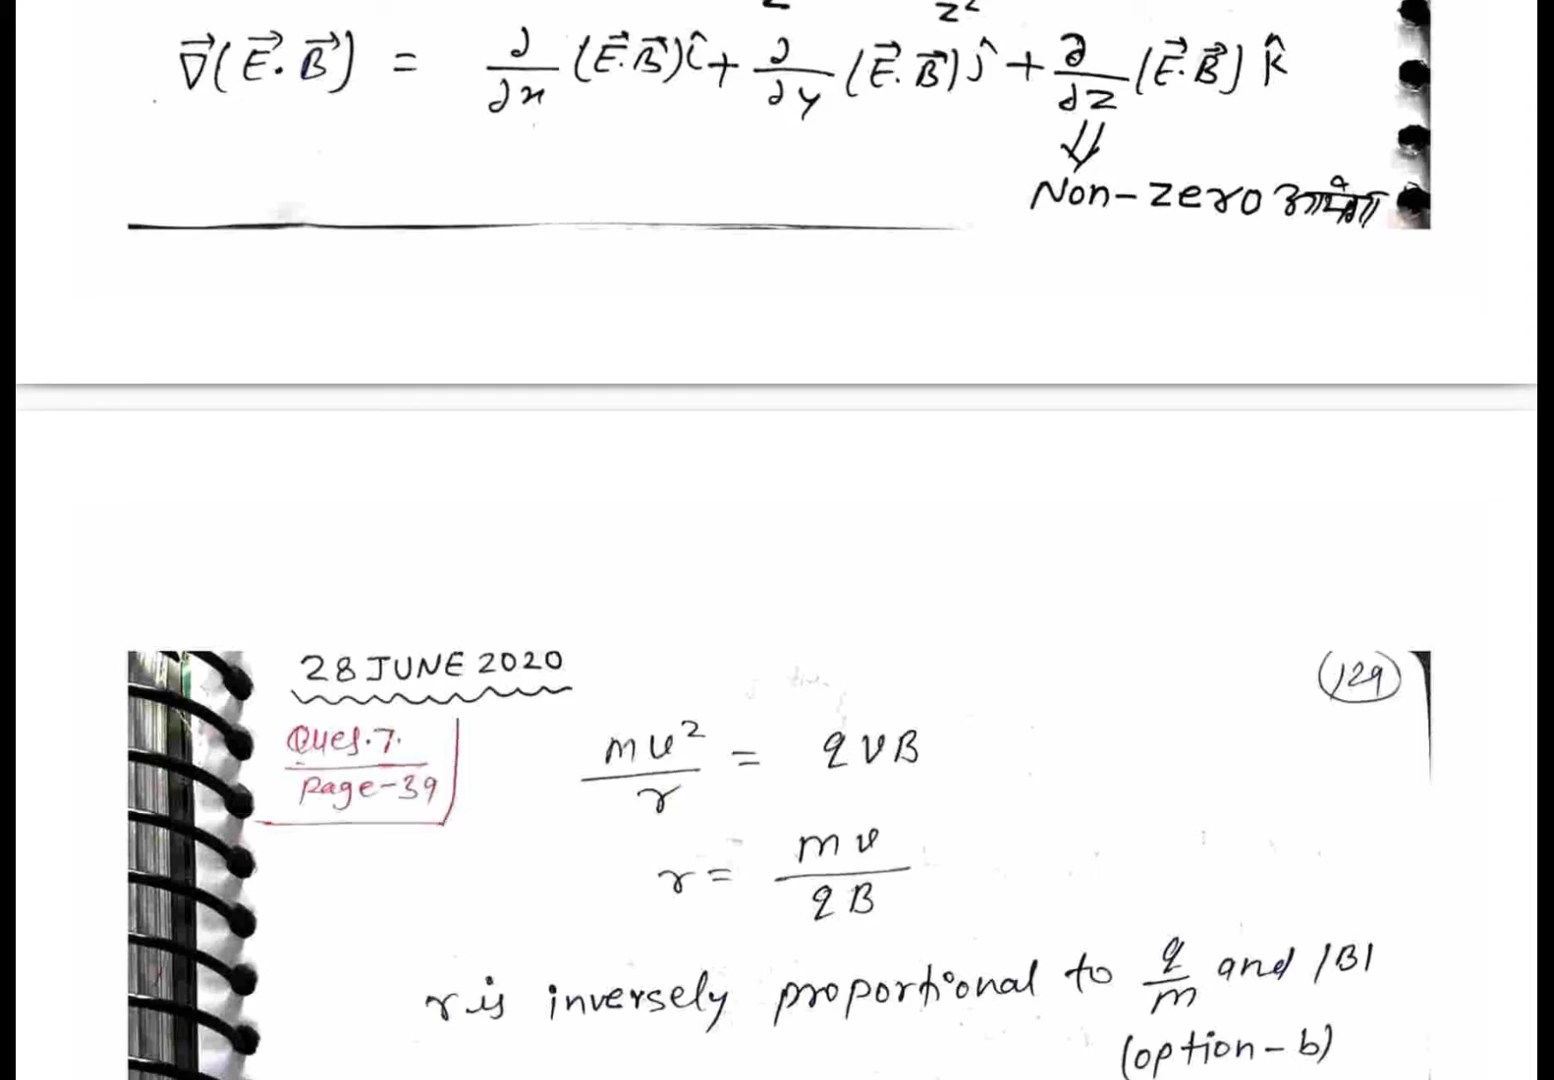 z²
∇⃗(E⃗.B⃗) = ∂/∂x (E⃗.B⃗)î + ∂/∂y (E⃗.B⃗)ĵ + ∂/∂z (E⃗.B⃗) k̂
⇓
Non-zero
28 JUNE 2020
129
Ques.7.
Page-39
mv²/r = qvB
r = mv/qB
r is inversely proportional to q/m and |B|
(option-b)